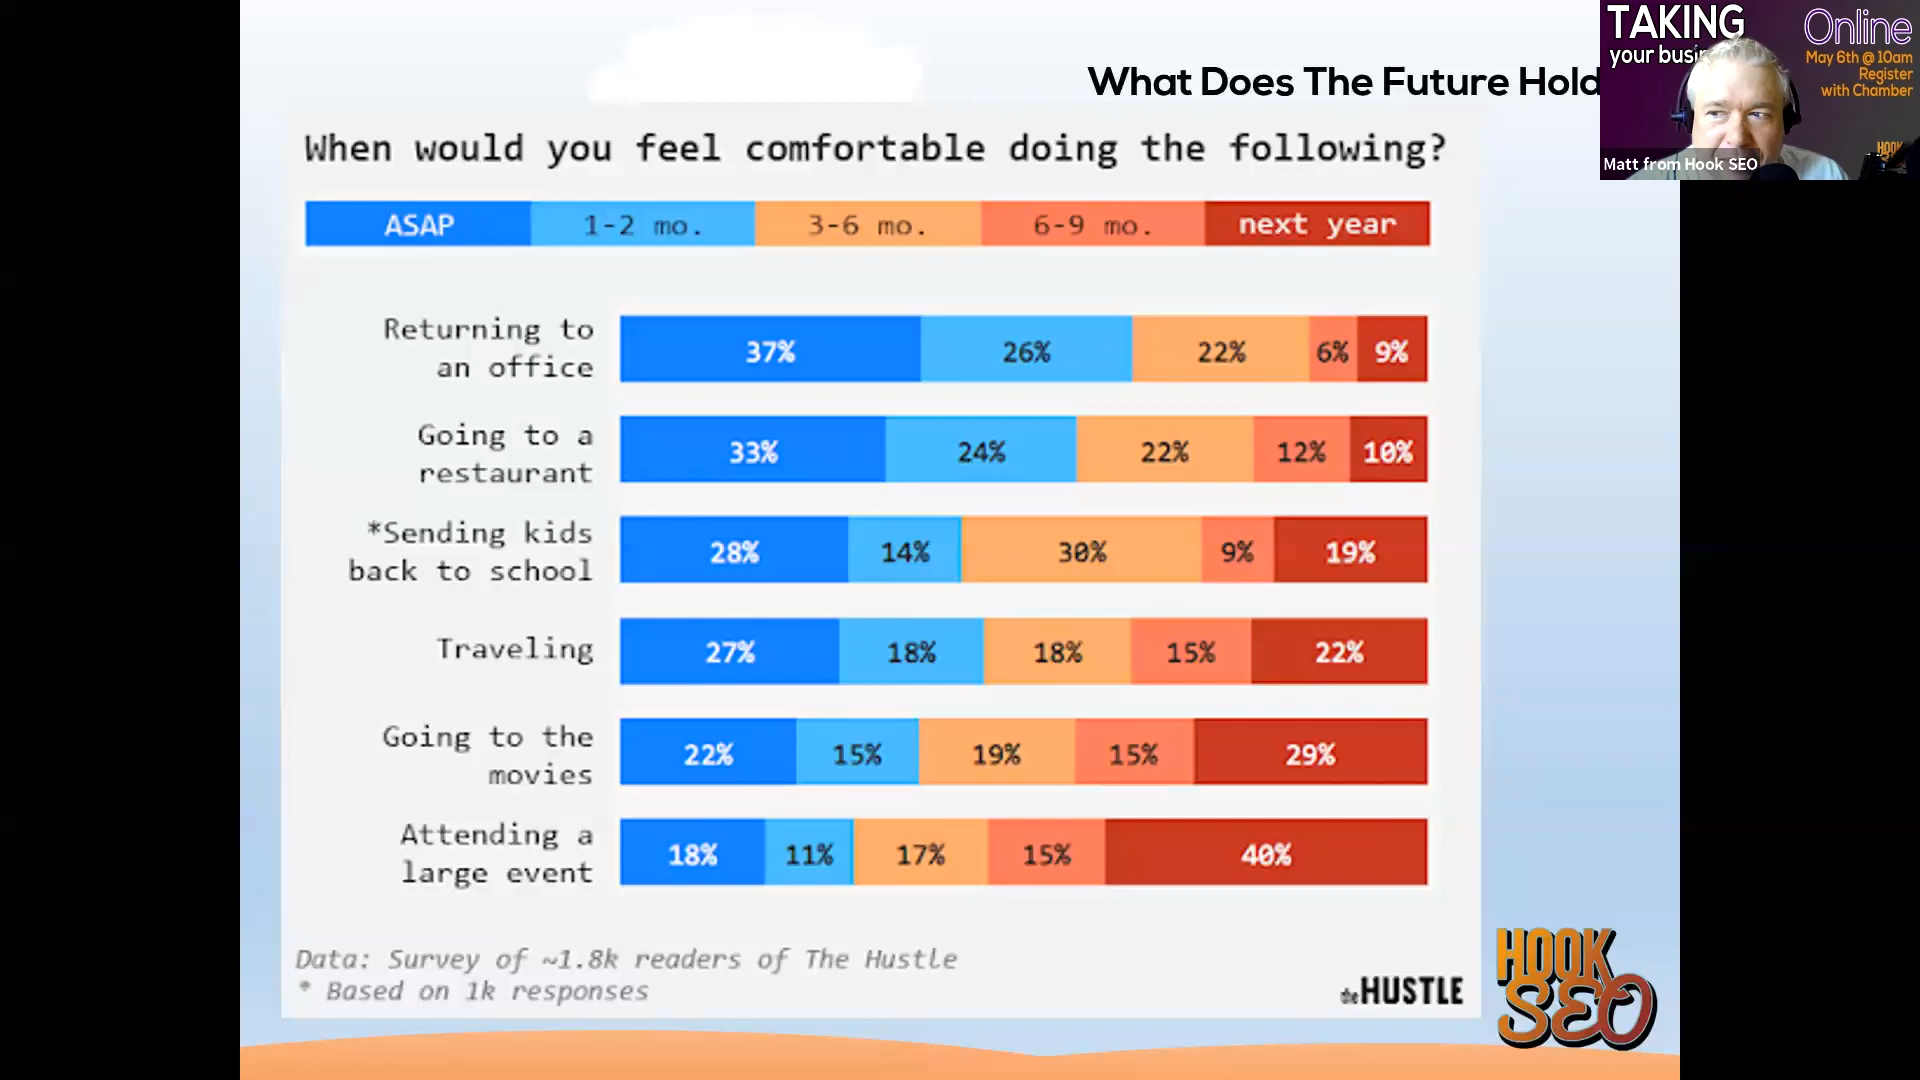 What Does The Future Hold
When would you feel comfortable doing the following?
ASAP 1-2 mo. 3-6 mo. 6-9 mo. next year
Returning to
an office
37% 26% 22% 6% 9%
Going to a
restaurant
33% 24% 22% 12% 10%
*Sending kids
back to school
28% 14% 30% 9% 19%
Traveling
27% 18% 18% 15% 22%
Going to the
movies
22% 15% 19% 15% 29%
Attending a
large event
18% 11% 17% 15% 40%
Data: Survey of ~1.8k readers of The Hustle
* Based on 1k responses
the HUSTLE
HOOK
SEO
TAKING
your busi
Online
May 6th @ 10am
Register
with Chamber
HOOK
Matt from Hook SEO